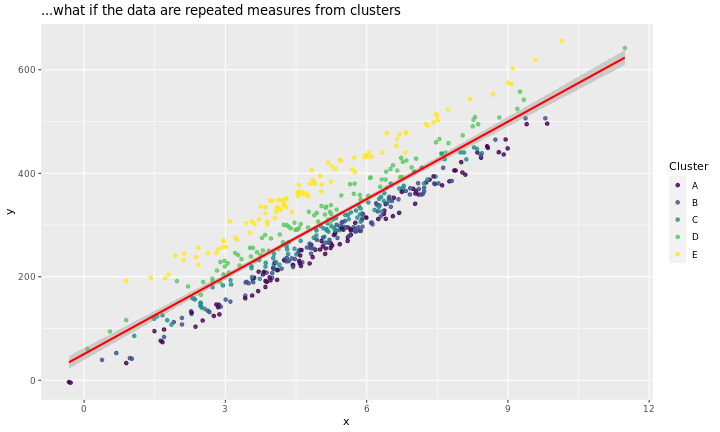 ...what if the data are repeated measures from clusters
600
400
200
0
y
0
3
6
9
12
x
Cluster
A
B
C
D
E